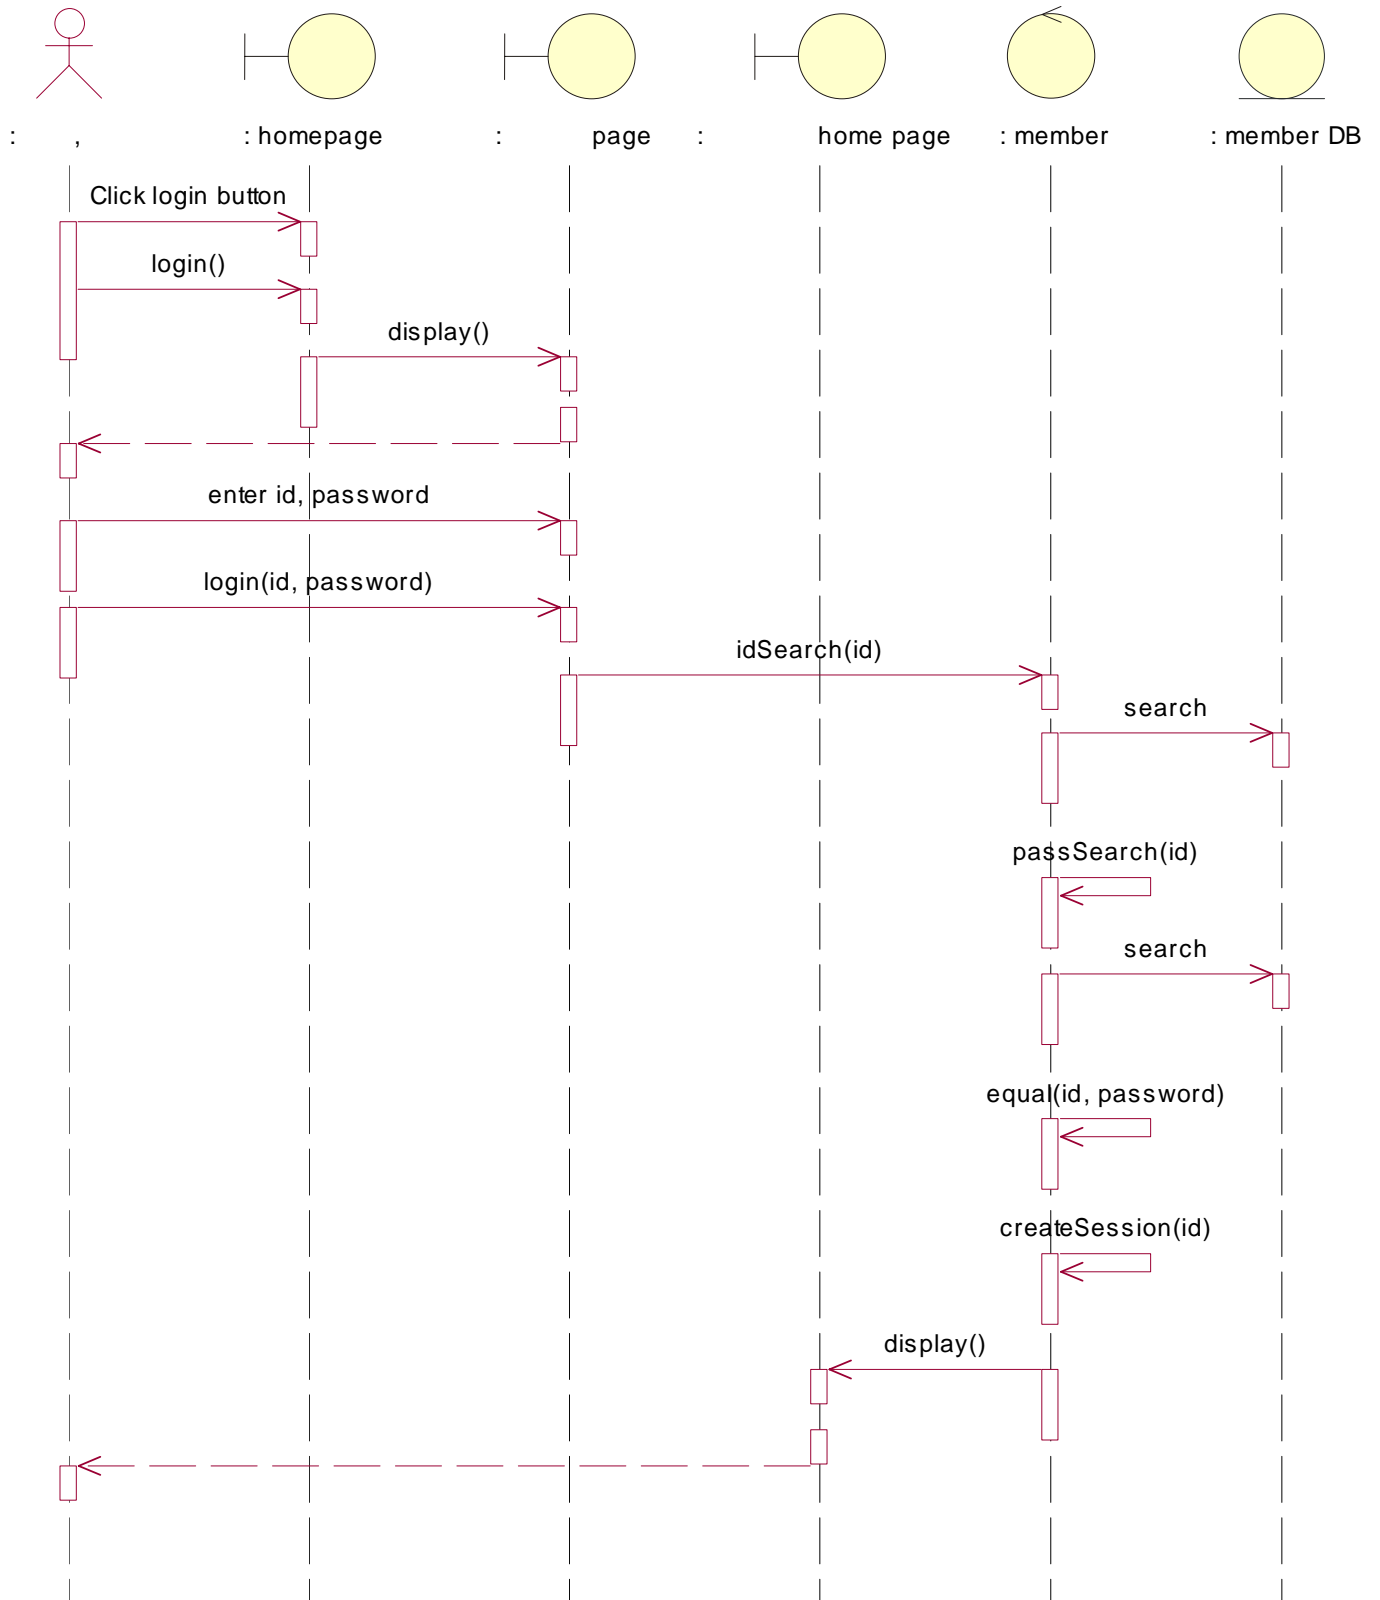 : , : homepage : page : home page : member : member DB
Click login button
login()
display()
enter id, password
login(id, password)
idSearch(id)
search
passSearch(id)
search
equal(id, password)
createSession(id)
display()